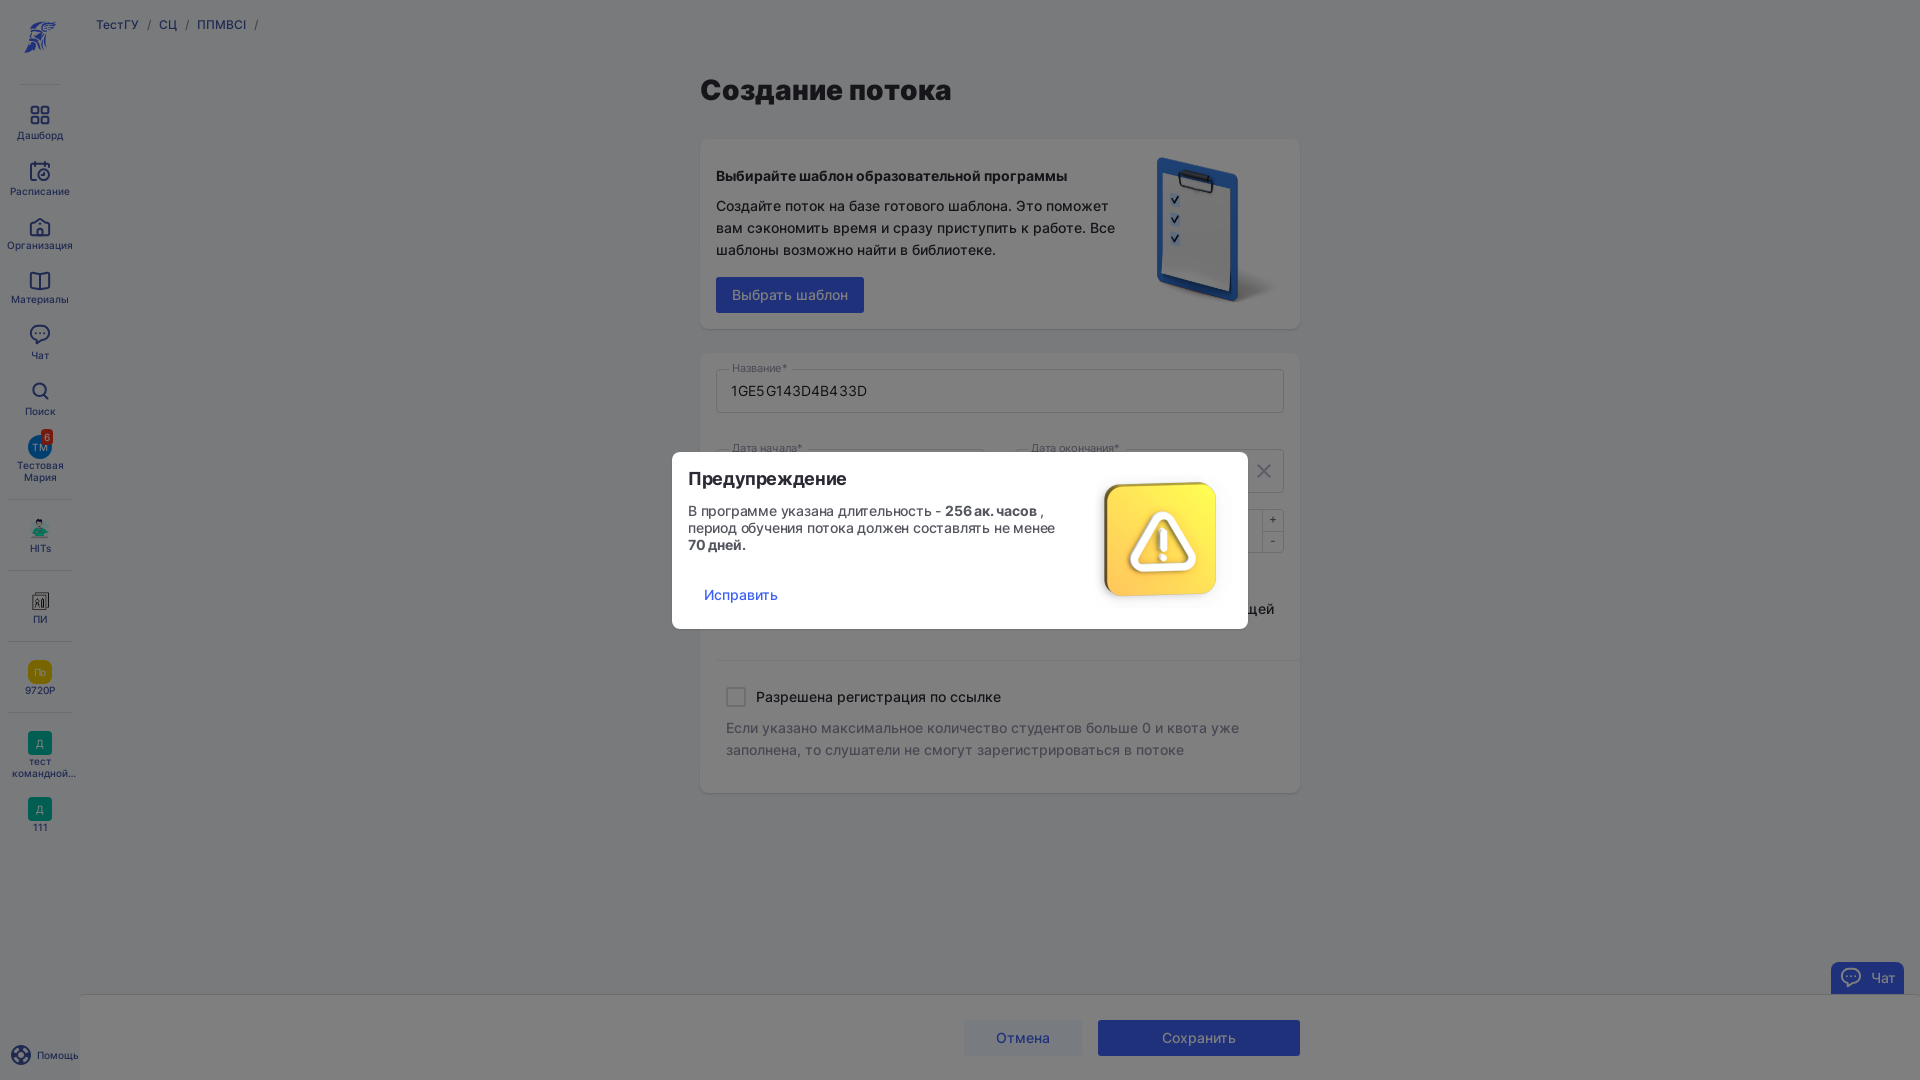 ТестГУ / СЦ / ППМВСІ /
Дашборд
Расписание
Организация
Материалы
Чат
Поиск
ТМ
6
Тестовая
Мария
HITs
ПИ
Пb
9720P
Д
тест
командной...
Д
111
Помощь
Создание потока
Выбирайте шаблон образовательной программы
Создайте поток на базе готового шаблона. Это поможет
вам сэкономить время и сразу приступить к работе. Все
шаблоны возможно найти в библиотеке.
Выбрать шаблон
Название*
1GE5G143D4B433D
Дата начала*
Дата окончания*
+
-
Предупреждение
В программе указана длительность - 256 ак. часов ,
период обучения потока должен составлять не менее
70 дней.
Исправить
щей
Разрешена регистрация по ссылке
Если указано максимальное количество студентов больше 0 и квота уже
заполнена, то слушатели не смогут зарегистрироваться в потоке
Чат
Отмена
Сохранить